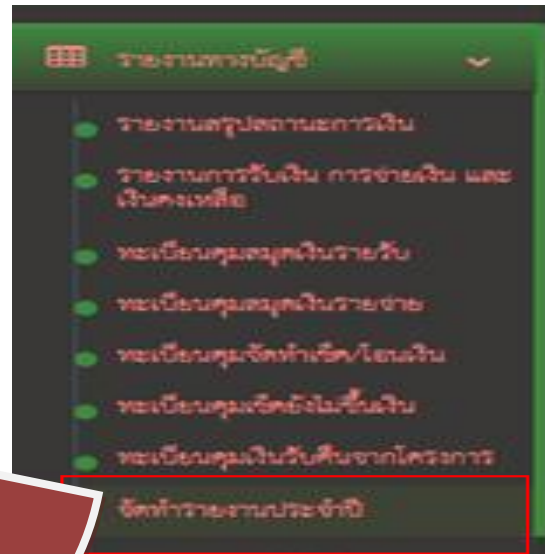 รายงานทางบัญชี
รายงานสรุปสถานะการเงิน
รายงานการรับเงิน การจ่ายเงิน และ
เงินคงเหลือ
ทะเบียนคุมสมุดเงินรายรับ
ทะเบียนคุมสมุดเงินรายจ่าย
ทะเบียนคุมจัดทำเช็ค/โอนเงิน
ทะเบียนคุมเช็คยังไม่ขึ้นเงิน
ทะเบียนคุมเงินรับคืนจากโครงการ
จัดทำรายงานประจำปี